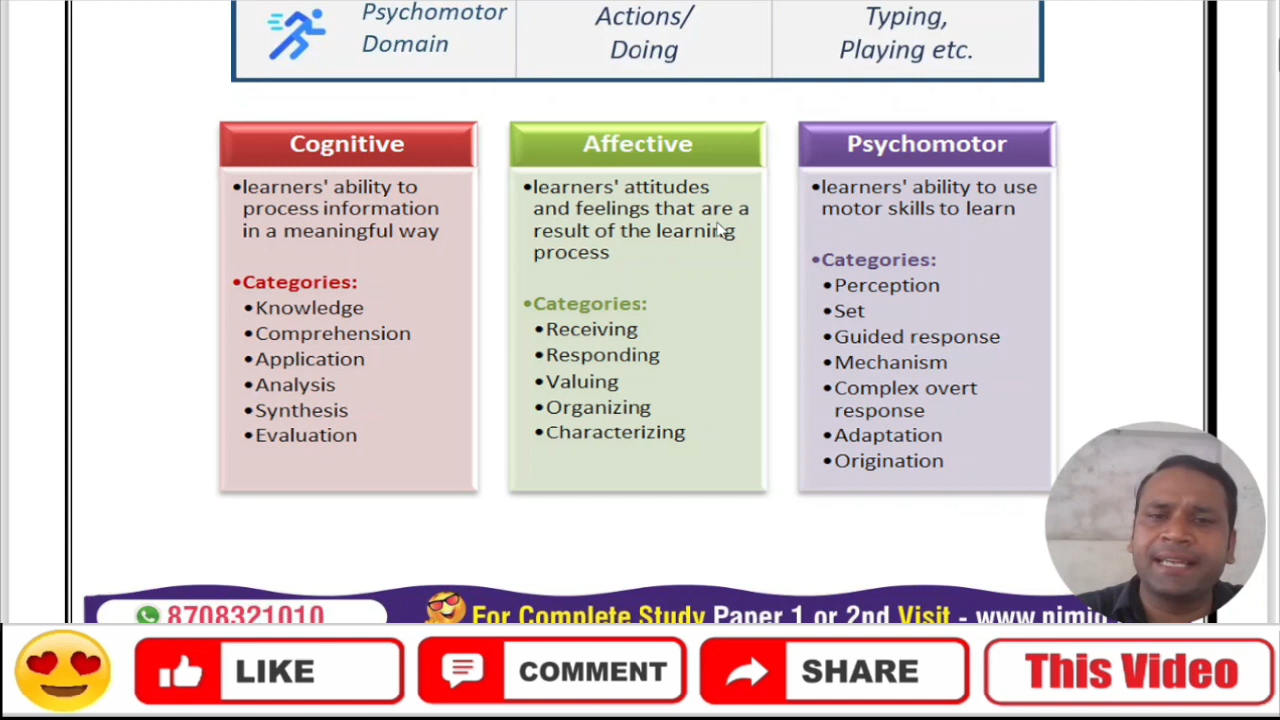 Psychomotor
Domain
Actions/
Doing
Typing,
Playing etc.
Cognitive
•learners' ability to
process information
in a meaningful way
•Categories:
•Knowledge
•Comprehension
•Application
•Analysis
•Synthesis
•Evaluation
Affective
•learners' attitudes
and feelings that are a
result of the learning
process
•Categories:
•Receiving
•Responding
•Valuing
•Organizing
•Characterizing
Psychomotor
•learners' ability to use
motor skills to learn
•Categories:
•Perception
•Set
•Guided response
•Mechanism
•Complex overt
response
•Adaptation
•Origination
8708321010
For Complete Study Paper 1 or 2nd Visit -
LIKE
COMMENT
SHARE
This Video